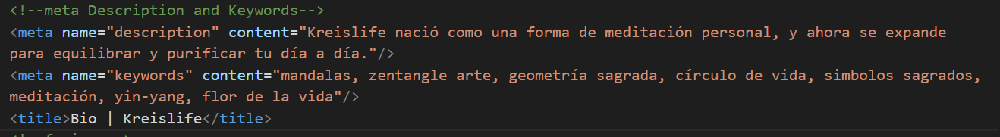 <!--meta Description and Keywords-->
<meta name="description" content="Kreislife nació como una forma de meditación personal, y ahora se expande
para equilibrar y purificar tu día a día."/>
<meta name="keywords" content="mandalas, zentangle arte, geometría sagrada, círculo de vida, simbolos sagrados,
meditación, yin-yang, flor de la vida"/>
<title>Bio | Kreislife</title>